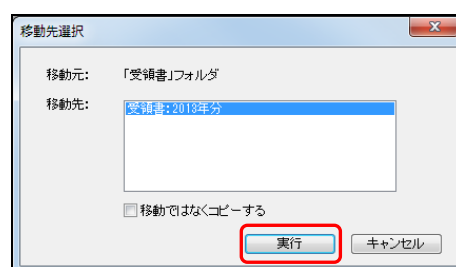 移動先選択
移動元: 「受領書」フォルダ
移動先: 受領書:2013年分
移動ではなくコピーする
実行 キャンセル